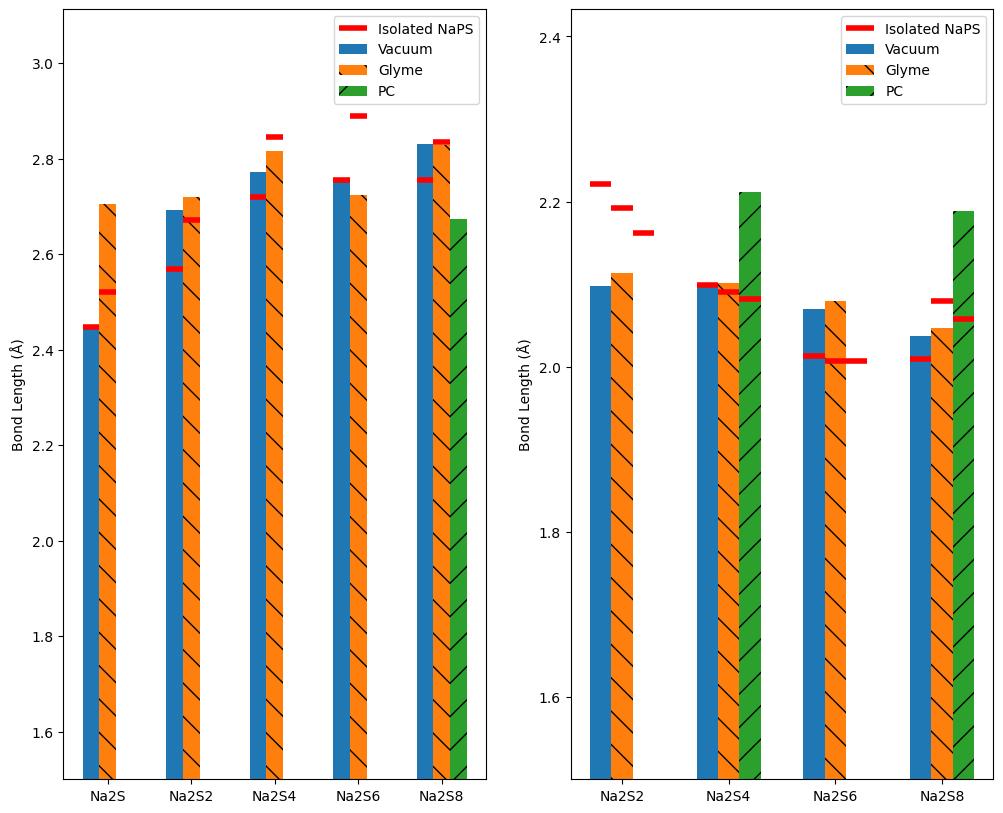 Bond Length (Å)
3.0
2.8
2.6
2.4
2.2
2.0
1.8
1.6
Na2S Na2S2 Na2S4 Na2S6 Na2S8
Isolated NaPS
Vacuum
Glyme
PC
Bond Length (Å)
2.4
2.2
2.0
1.8
1.6
Na2S2 Na2S4 Na2S6 Na2S8
Isolated NaPS
Vacuum
Glyme
PC